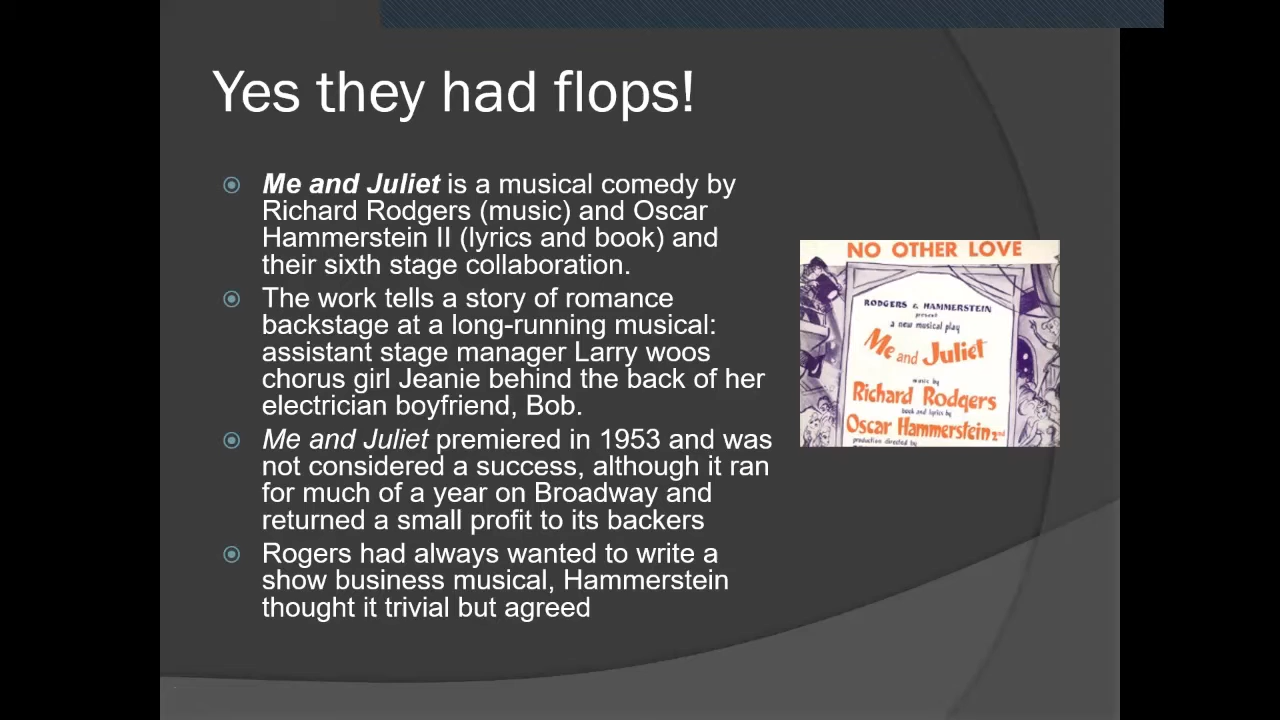 Yes they had flops!
Me and Juliet is a musical comedy by
Richard Rodgers (music) and Oscar
Hammerstein II (lyrics and book) and
their sixth stage collaboration.
The work tells a story of romance
backstage at a long-running musical:
assistant stage manager Larry woos
chorus girl Jeanie behind the back of her
electrician boyfriend, Bob.
Me and Juliet premiered in 1953 and was
not considered a success, although it ran
for much of a year on Broadway and
returned a small profit to its backers
Rogers had always wanted to write a
show business musical, Hammerstein
thought it trivial but agreed
NO OTHER LOVE
RODGERS & HAMMERSTEIN
present
a new musical play
Me and Juliet
music by
Richard Rodgers
book and lyrics by
Oscar Hammerstein 2nd
production directed by